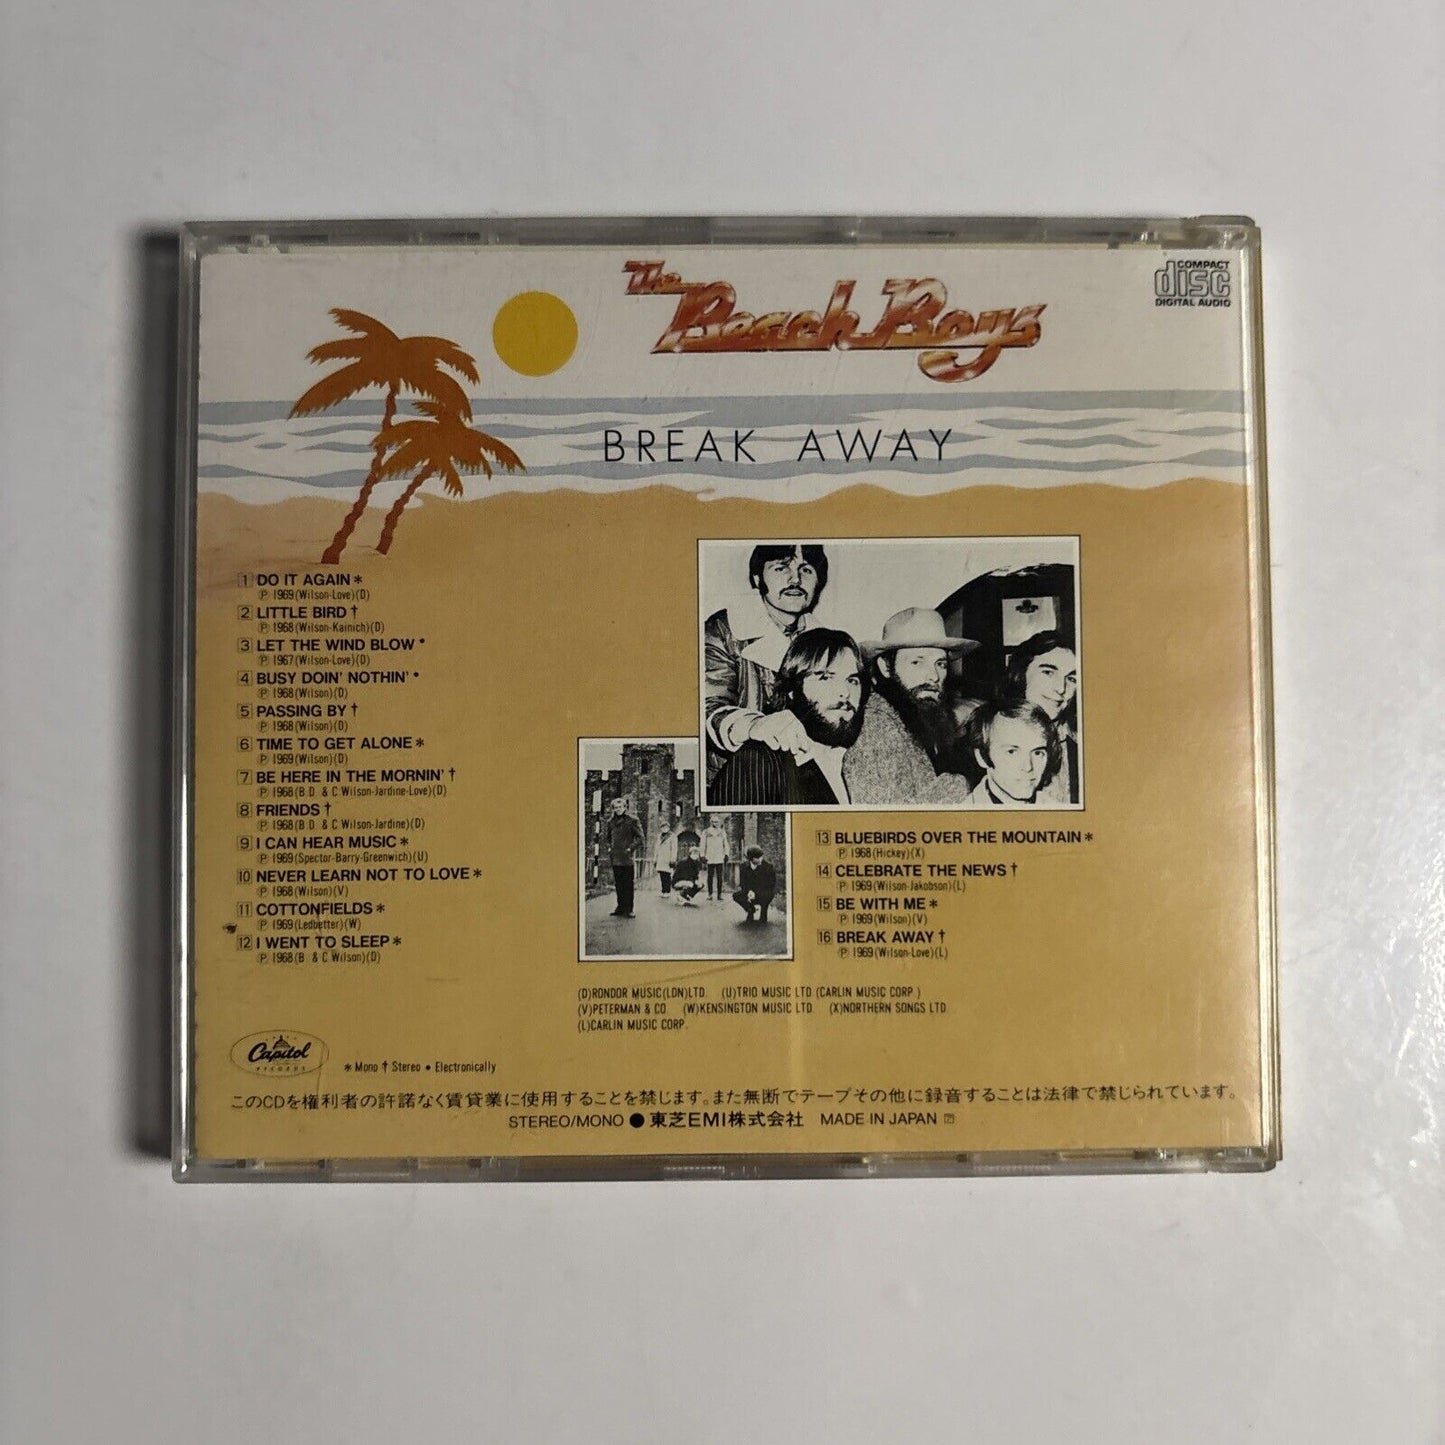 The
Beach Boys
COMPACT
disc
DIGITAL AUDIO
BREAK AWAY
1 DO IT AGAIN*
Ⓟ 1969(Wilson-Love)(D)
2 LITTLE BIRD†
Ⓟ 1968(Wilson-Kainich)(D)
3 LET THE WIND BLOW•
Ⓟ 1967(Wilson-Love)(D)
4 BUSY DOIN' NOTHIN'•
Ⓟ 1968(Wilson)(D)
5 PASSING BY†
Ⓟ 1968(Wilson)(D)
6 TIME TO GET ALONE*
Ⓟ 1969(Wilson)(D)
7 BE HERE IN THE MORNIN'†
Ⓟ 1968(B D. & C Wilson-Jardine-Love)(D)
8 FRIENDS†
Ⓟ 1968(B D. & C Wilson-Jardine)(D)
9 I CAN HEAR MUSIC*
Ⓟ 1969(Spector-Barry-Greenwich)(U)
10 NEVER LEARN NOT TO LOVE*
Ⓟ 1968(Wilson)(V)
11 COTTONFIELDS*
Ⓟ 1969(Ledbetter)(W)
12 I WENT TO SLEEP*
Ⓟ 1968(B & C Wilson)(D)
13 BLUEBIRDS OVER THE MOUNTAIN*
Ⓟ 1968(Hickey)(X)
14 CELEBRATE THE NEWS†
Ⓟ 1969(Wilson-Jakobson)(L)
15 BE WITH ME*
Ⓟ 1969(Wilson)(V)
16 BREAK AWAY†
Ⓟ 1969(Wilson-Love)(L)
(D)RONDOR MUSIC(LDN)LTD. (U)TRIO MUSIC LTD (CARLIN MUSIC CORP.)
(V)PETERMAN & CO. (W)KENSINGTON MUSIC LTD. (X)NORTHERN SONGS LTD.
(L)CARLIN MUSIC CORP.
Capitol
RECORDS
*Mono †Stereo •Electronically
このCDを権利者の許諾なく賃貸業に使用することを禁じます。また無断でテープその他に録音することは法律で禁じられています。
STEREO/MONO ●東芝EMI株式会社 MADE IN JAPAN